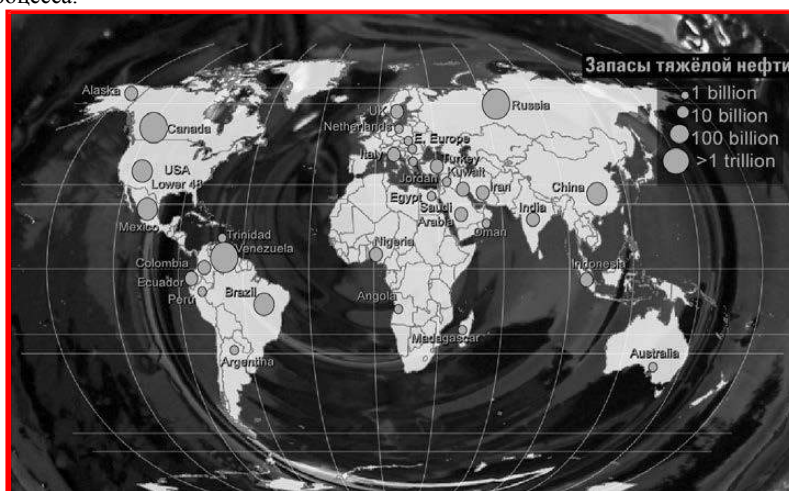 оцесса.
Запасы тяжёлой нефти
1 billion
10 billion
100 billion
>1 trillion
Alaska
Canada
USA
Lower 48
Mexico
Trinidad
Venezuela
Colombia
Ecuador
Peru
Brazil
Argentina
UK
Netherlands
E. Europe
Italy
Turkey
Kuwait
Jordan
Iran
Egypt
Saudi
Arabia
Oman
Russia
China
India
Nigeria
Angola
Madagascar
Indonesia
Australia